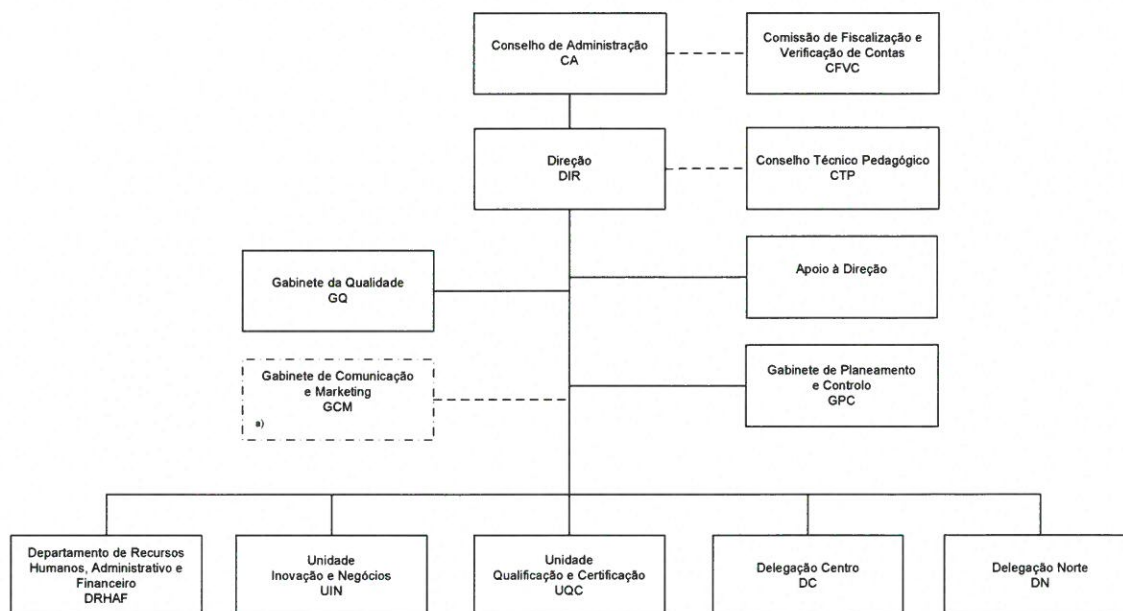 Conselho de Administração
CA
Comissão de Fiscalização e
Verificação de Contas
CFVC
Direção
DIR
Conselho Técnico Pedagógico
CTP
Gabinete da Qualidade
GQ
Apoio à Direção
Gabinete de Comunicação
e Marketing
GCM
a)
Gabinete de Planeamento
e Controlo
GPC
Departamento de Recursos
Humanos, Administrativo e
Financeiro
DRHAF
Unidade
Inovação e Negócios
UIN
Unidade
Qualificação e Certificação
UQC
Delegação Centro
DC
Delegação Norte
DN